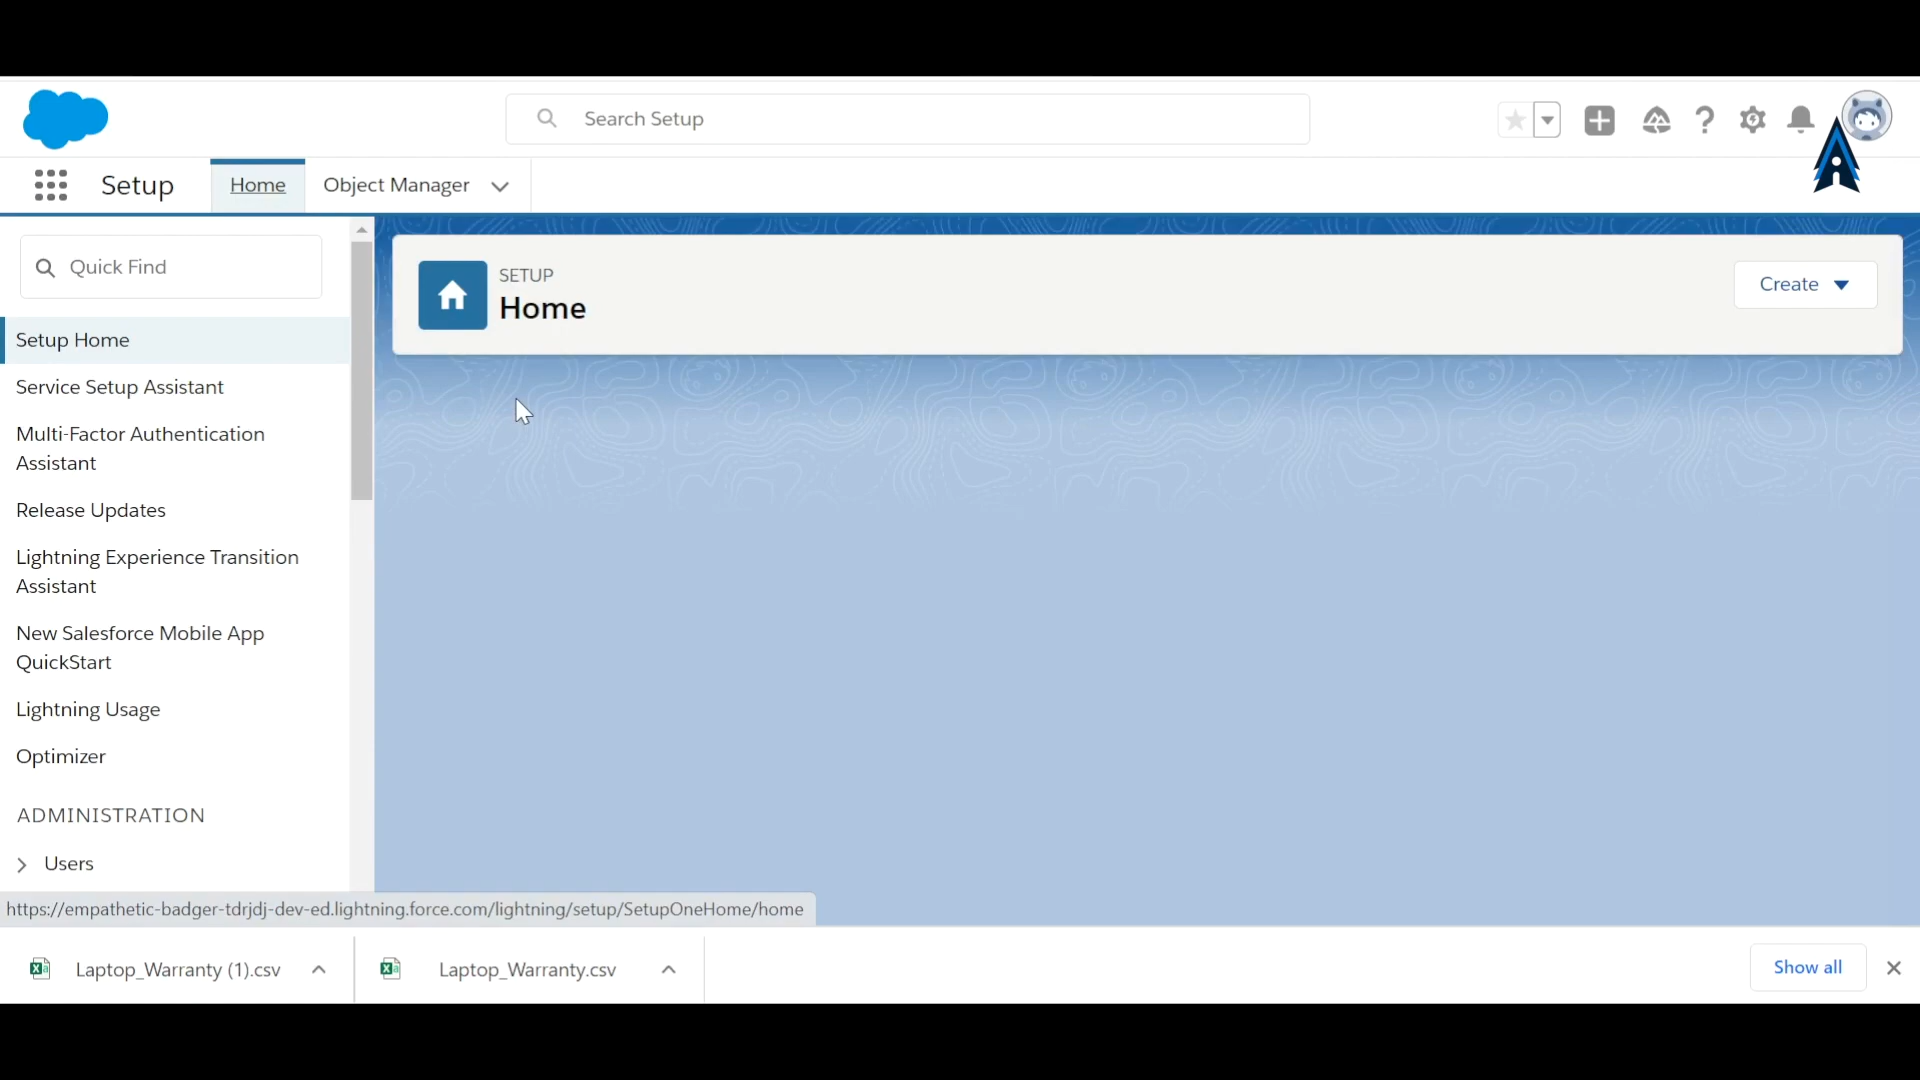 Search Setup
Setup
Home
Object Manager
Quick Find
SETUP
Home
Create
Setup Home
Service Setup Assistant
Multi-Factor Authentication
Assistant
Release Updates
Lightning Experience Transition
Assistant
New Salesforce Mobile App
QuickStart
Lightning Usage
Optimizer
ADMINISTRATION
Users
https://empathetic-badger-tdrjdj-dev-ed.lightning.force.com/lightning/setup/SetupOneHome/home
Laptop_Warranty (1).csv
Laptop_Warranty.csv
Show all